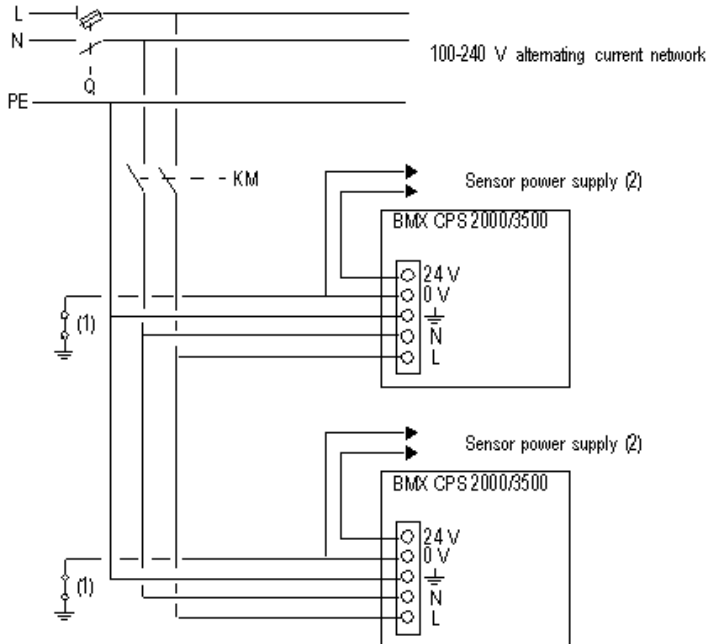 L
N
100-240 V alternating current network
Q
PE
KM
Sensor power supply (2)
BMX CPS 2000/3500
24 V
0 V
(1)
N
L
Sensor power supply (2)
BMX CPS 2000/3500
24 V
0 V
(1)
N
L